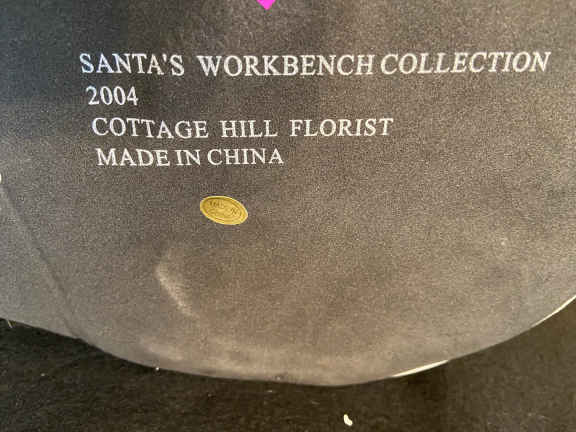 SANTA'S WORKBENCH COLLECTION
2004
COTTAGE HILL FLORIST
MADE IN CHINA